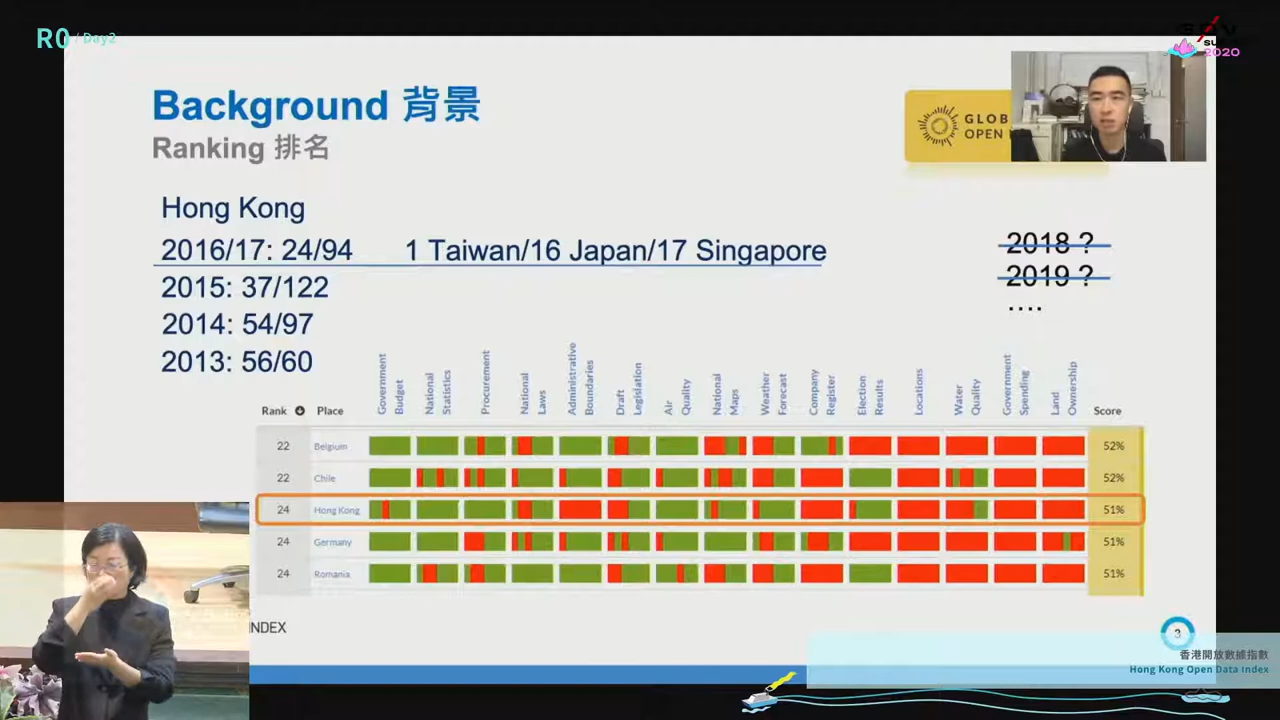 R0 / Day2
2020
Background 背景
Ranking 排名
GLOB
OPEN
Hong Kong
2016/17: 24/94 1 Taiwan/16 Japan/17 Singapore
2015: 37/122
2014: 54/97
2013: 56/60
2018 ?
2019 ?
....
Rank Place Government Budget National Statistics Procurement National Laws Administrative Boundaries Draft Legislation Air Quality National Maps Weather Forecast Company Register Election Results Locations Water Quality Government Spending Land Ownership Score
22 Belgium 52%
22 Chile 52%
24 Hong Kong 51%
24 Germany 51%
24 Romania 51%
INDEX
3
香港開放數據指數
Hong Kong Open Data Index